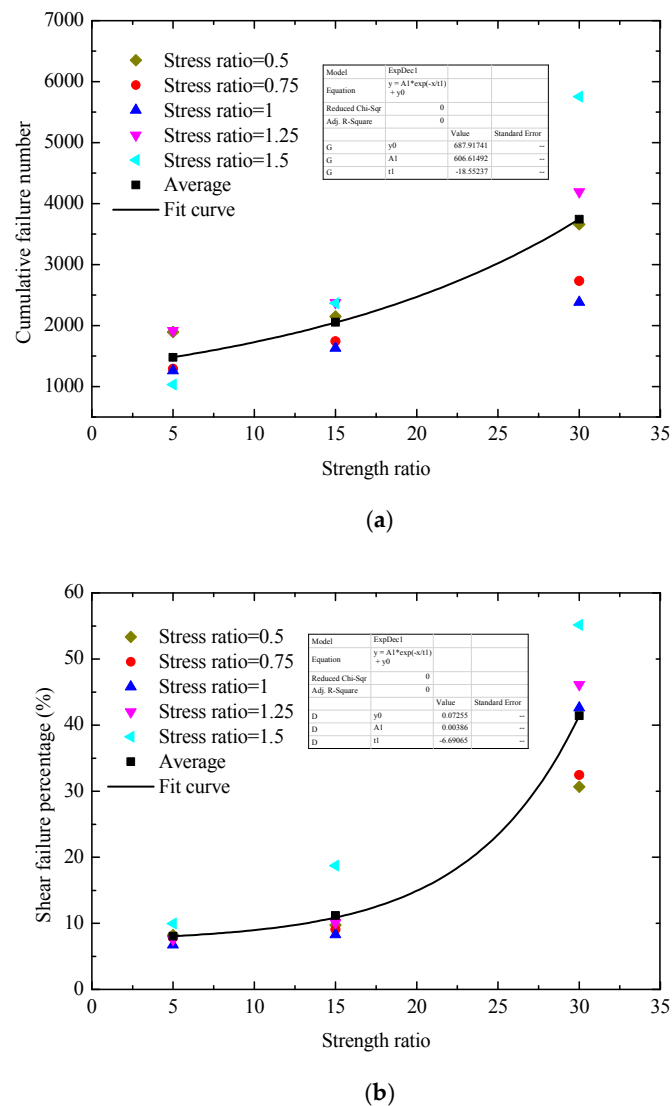 7000
6000
5000
4000
3000
2000
1000
Cumulative failure number
Stress ratio=0.5
Stress ratio=0.75
Stress ratio=1
Stress ratio=1.25
Stress ratio=1.5
Average
Fit curve
Model ExpDec1
Equation y = A1*exp(-x/t1) + y0
Reduced Chi-Sqr 0
Adj. R-Square 0
Value Standard Error
G y0 687.91741 --
G A1 606.61492 --
G t1 -18.55237 --
0 5 10 15 20 25 30 35
Strength ratio
(a)
60
50
40
30
20
10
0
Shear failure percentage (%)
Stress ratio=0.5
Stress ratio=0.75
Stress ratio=1
Stress ratio=1.25
Stress ratio=1.5
Average
Fit curve
Model ExpDec1
Equation y = A1*exp(-x/t1) + y0
Reduced Chi-Sqr 0
Adj. R-Square 0
Value Standard Error
D y0 0.07255 --
D A1 0.00386 --
D t1 -6.69065 --
0 5 10 15 20 25 30 35
Strength ratio
(b)